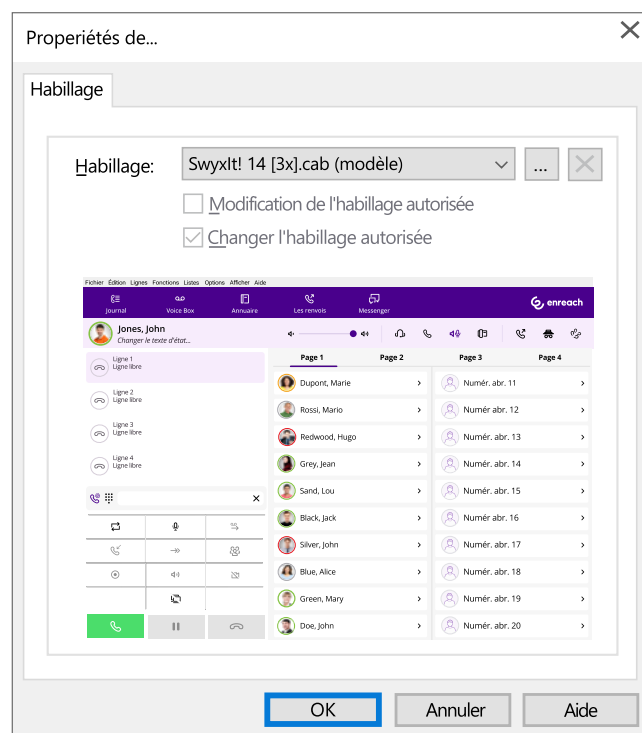 Properiétés de...
Habillage
Habillage: SwyxIt! 14 [3x].cab (modèle) ...
Modification de l'habillage autorisée
Changer l'habillage autorisée
Fichier Édition Lignes Fonctions Listes Options Afficher Aide
Journal Voice Box Annuaire Les renvois Messenger enreach
Jones, John
Changer le texte d'état...
Page 1 Page 2 Page 3 Page 4
Ligne 1
Ligne libre
Ligne 2
Ligne libre
Ligne 3
Ligne libre
Ligne 4
Ligne libre
Dupont, Marie
Rossi, Mario
Redwood, Hugo
Grey, Jean
Sand, Lou
Black, Jack
Silver, John
Blue, Alice
Green, Mary
Doe, John
Numér. abr. 11
Numér abr. 12
Numér. abr. 13
Numér. abr. 14
Numér. abr. 15
Numér abr. 16
Numér. abr. 17
Numér. abr. 18
Numér. abr. 19
Numér. abr. 20
OK Annuler Aide